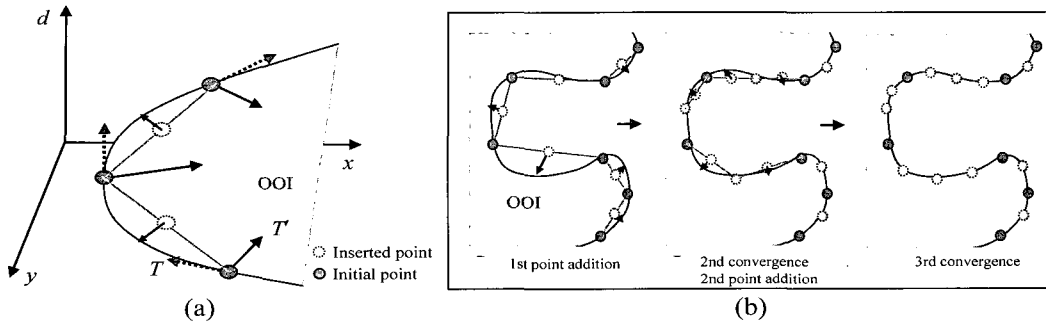 d
x
OOI
T'
T
y
Inserted point
Initial point
(a)
OOI
1st point addition
2nd convergence
2nd point addition
3rd convergence
(b)